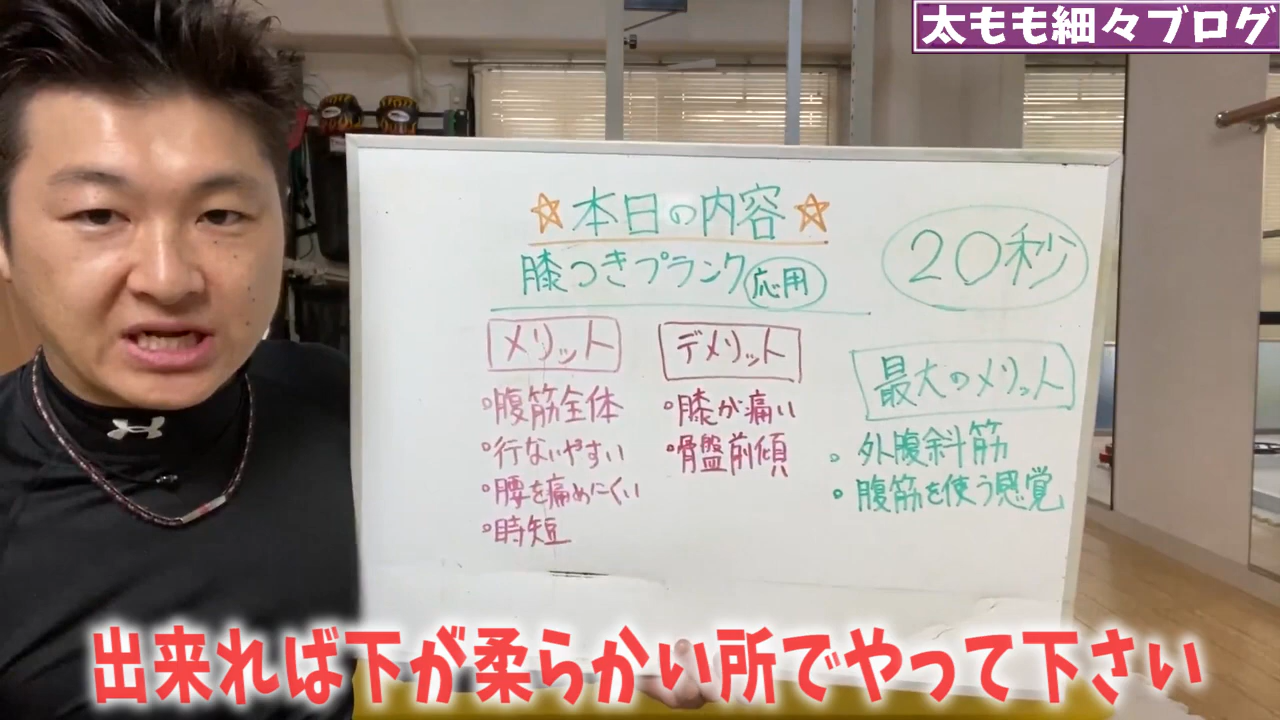 太もも細々ブログ
☆本日の内容☆
膝つきプランク 応用
20秒
メリット
・腹筋全体
・行ないやすい
・腰を痛めにくい
・時短
デメリット
・膝が痛い
・骨盤前傾
最大のメリット
・外腹斜筋
・腹筋を使う感覚
出来れば下が柔らかい所でやって下さい